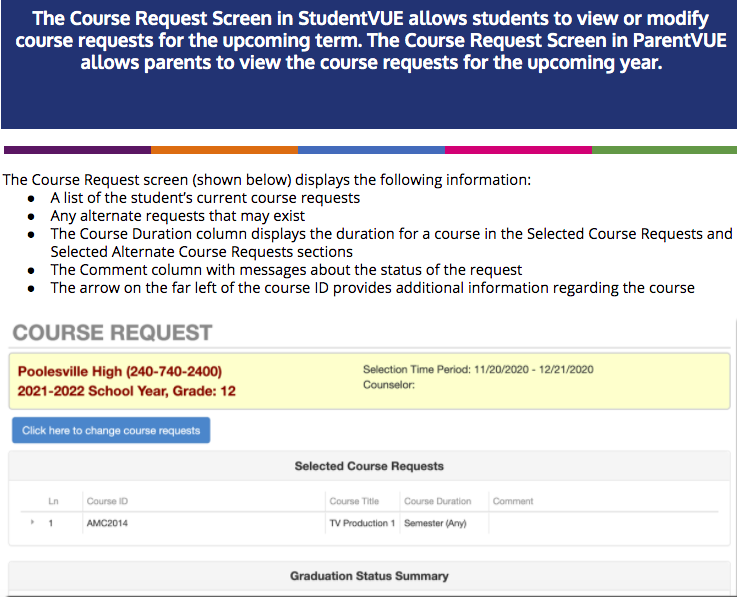 The Course Request Screen in StudentVUE allows students to view or modify
course requests for the upcoming term. The Course Request Screen in ParentVUE
allows parents to view the course requests for the upcoming year.
The Course Request screen (shown below) displays the following information:
● A list of the student's current course requests
● Any alternate requests that may exist
● The Course Duration column displays the duration for a course in the Selected Course Requests and
Selected Alternate Course Requests sections
● The Comment column with messages about the status of the request
● The arrow on the far left of the course ID provides additional information regarding the course
COURSE REQUEST
Poolesville High (240-740-2400)
2021-2022 School Year, Grade: 12
Selection Time Period: 11/20/2020 - 12/21/2020
Counselor:
Click here to change course requests
Selected Course Requests
Ln Course ID Course Title Course Duration Comment
1 AMC2014 TV Production 1 Semester (Any)
Graduation Status Summary